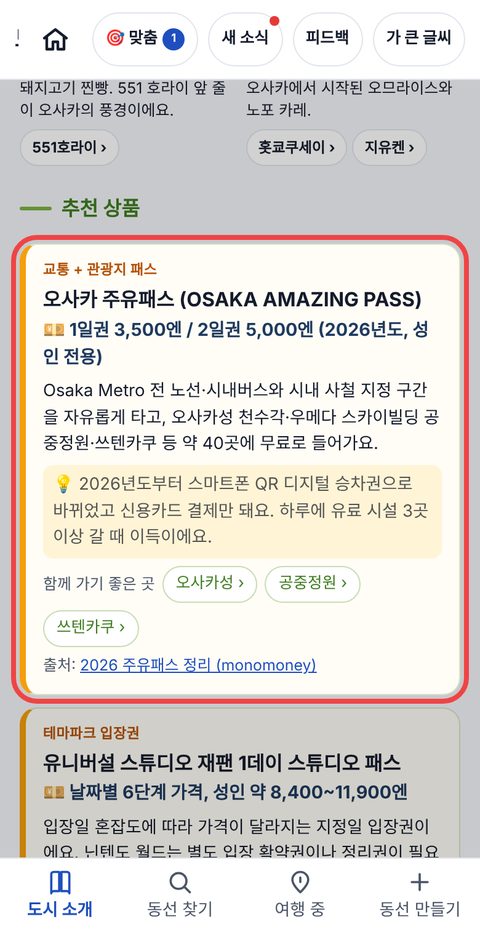 맞춤 1
새 소식
피드백
가 큰 글씨
돼지고기 찐빵. 551 호라이 앞 줄
이 오사카의 풍경이에요.
551호라이 ›
오사카에서 시작된 오므라이스와
노포 카레.
홋쿄쿠세이 ›
지유켄 ›
추천 상품
교통 + 관광지 패스
오사카 주유패스 (OSAKA AMAZING PASS)
1일권 3,500엔 / 2일권 5,000엔 (2026년도, 성
인 전용)
Osaka Metro 전 노선·시내버스와 시내 사철 지정 구간
을 자유롭게 타고, 오사카성 천수각·우메다 스카이빌딩 공
중정원·쓰텐카쿠 등 약 40곳에 무료로 들어가요.
2026년도부터 스마트폰 QR 디지털 승차권으로
바뀌었고 신용카드 결제만 돼요. 하루에 유료 시설 3곳
이상 갈 때 이득이에요.
함께 가기 좋은 곳
오사카성 ›
공중정원 ›
쓰텐카쿠 ›
출처: 2026 주유패스 정리 (monomoney)
테마파크 입장권
유니버설 스튜디오 재팬 1데이 스튜디오 패스
날짜별 6단계 가격, 성인 약 8,400~11,900엔
입장일 혼잡도에 따라 가격이 달라지는 지정일 입장권이
에요. 닌텐도 월드는 별도 입장 확약권이나 정리권이 필요
도시 소개
동선 찾기
여행 중
동선 만들기